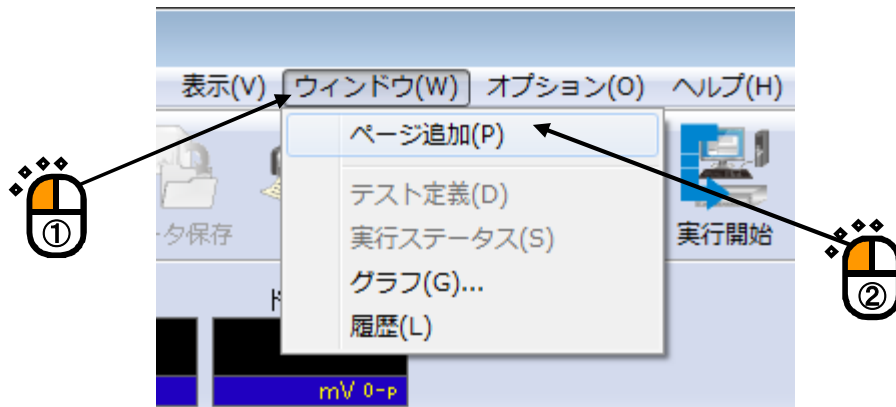 表示(V) ウィンドウ(W) オプション(O) ヘルプ(H)
ページ追加(P)
テスト定義(D)
実行ステータス(S)
グラフ(G)...
履歴(L)
タ保存
実行開始
ド
mV 0-p
①
②